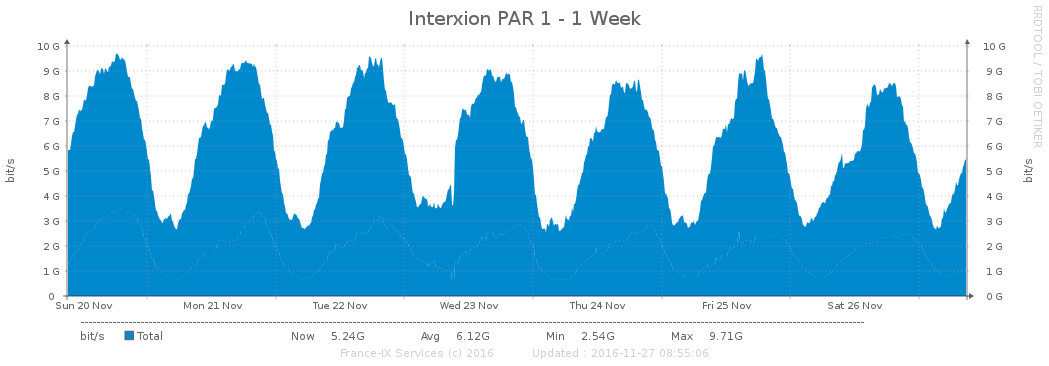 Interxion PAR 1 - 1 Week
RRDTOOL / TOBI OETIKER
bit/s
10 G
9 G
8 G
7 G
6 G
5 G
4 G
3 G
2 G
1 G
0
10 G
9 G
8 G
7 G
6 G
5 G
4 G
3 G
2 G
1 G
0 G
bit/s
Sun 20 Nov Mon 21 Nov Tue 22 Nov Wed 23 Nov Thu 24 Nov Fri 25 Nov Sat 26 Nov
bit/s Total Now 5.24G Avg 6.12G Min 2.54G Max 9.71G
France-IX Services (c) 2016 Updated : 2016-11-27 08:55:06